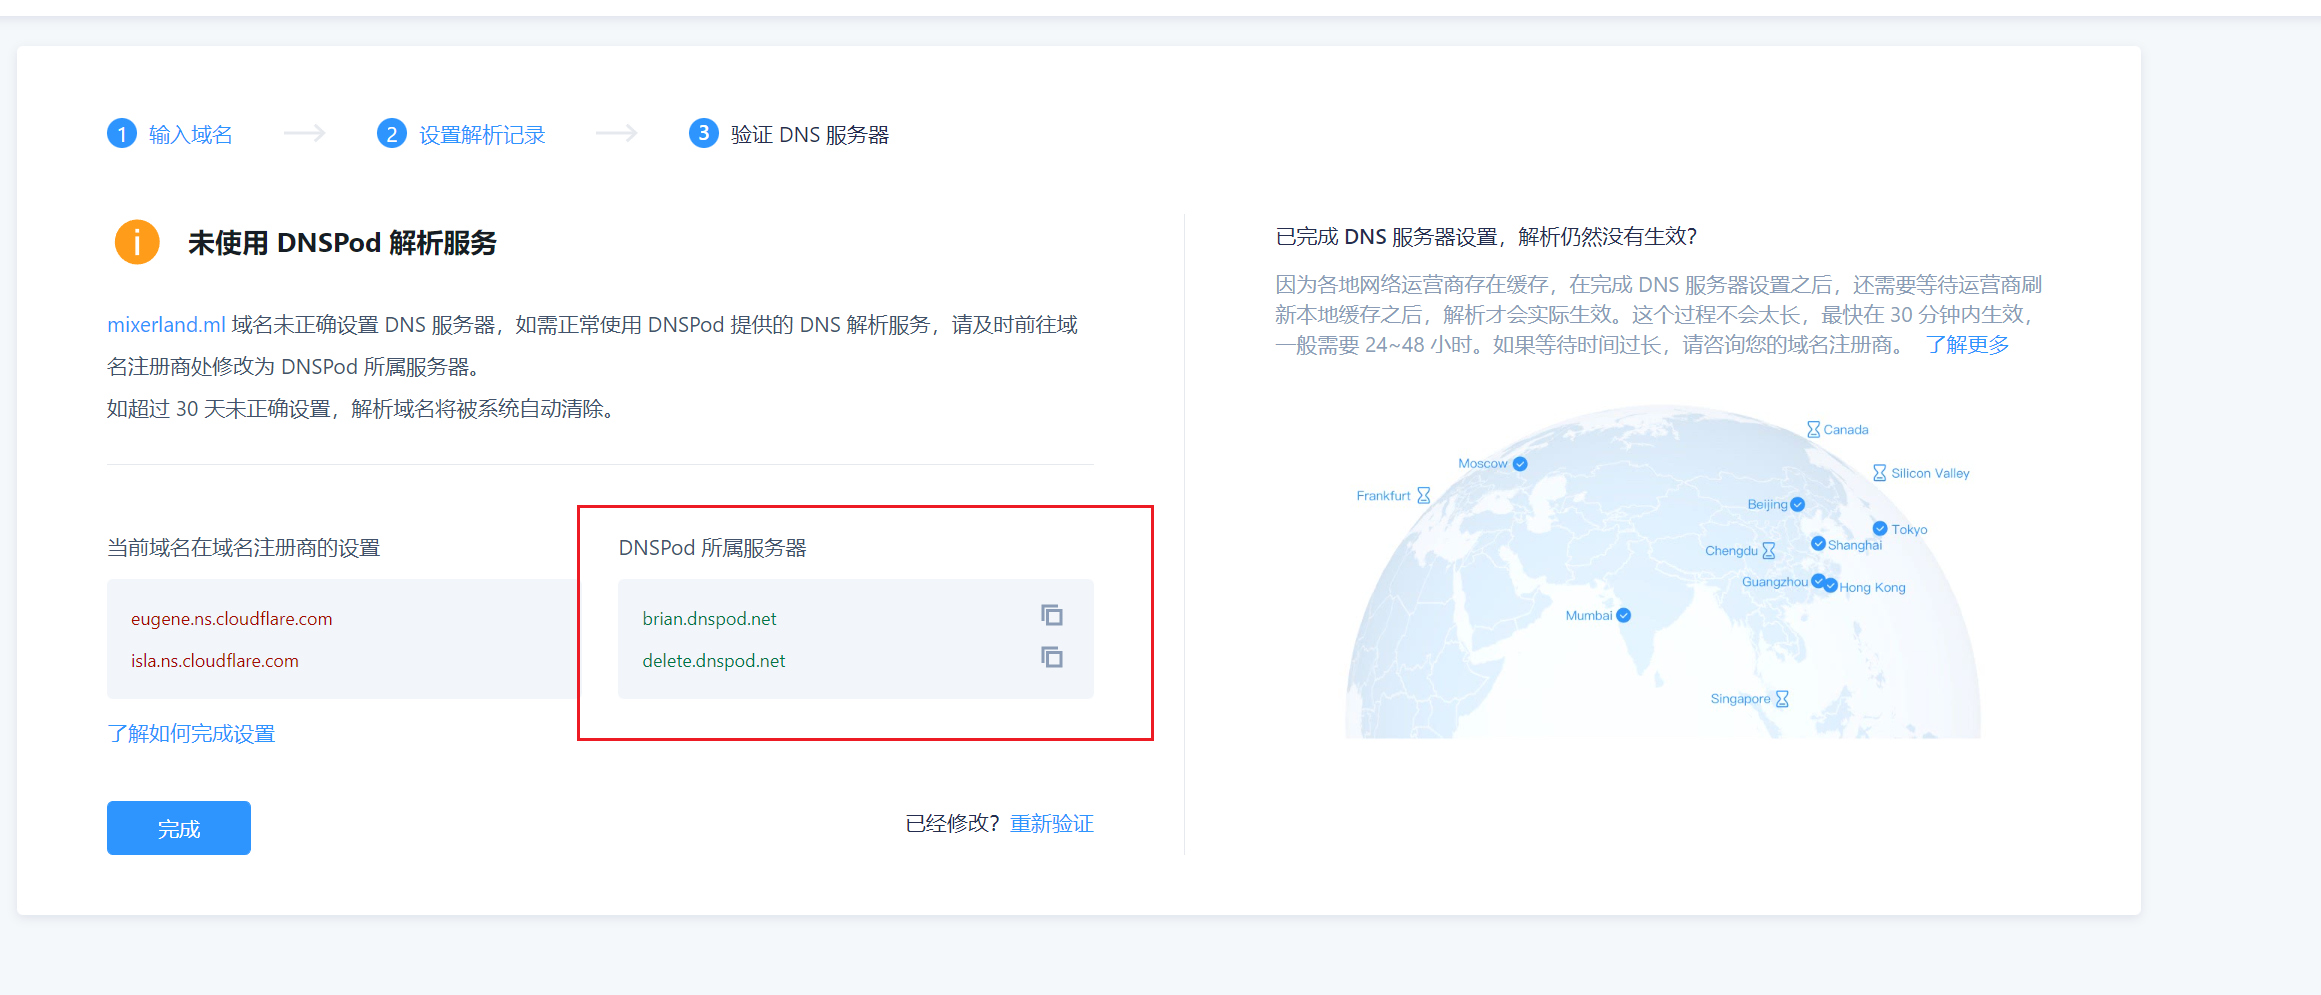 1 输入域名
2 设置解析记录
3 验证 DNS 服务器
未使用 DNSPod 解析服务
mixerland.ml 域名未正确设置 DNS 服务器，如需正常使用 DNSPod 提供的 DNS 解析服务，请及时前往域
名注册商处修改为 DNSPod 所属服务器。
如超过 30 天未正确设置，解析域名将被系统自动清除。
当前域名在域名注册商的设置
eugene.ns.cloudflare.com
isla.ns.cloudflare.com
了解如何完成设置
DNSPod 所属服务器
brian.dnspod.net
delete.dnspod.net
完成
已经修改？ 重新验证
已完成 DNS 服务器设置，解析仍然没有生效？
因为各地网络运营商存在缓存，在完成 DNS 服务器设置之后，还需要等待运营商刷
新本地缓存之后，解析才会实际生效。这个过程不会太长，最快在 30 分钟内生效，
一般需要 24~48 小时。如果等待时间过长，请咨询您的域名注册商。 了解更多
Canada
Moscow
Silicon Valley
Frankfurt
Beijing
Tokyo
Shanghai
Chengdu
Guangzhou
Hong Kong
Mumbai
Singapore